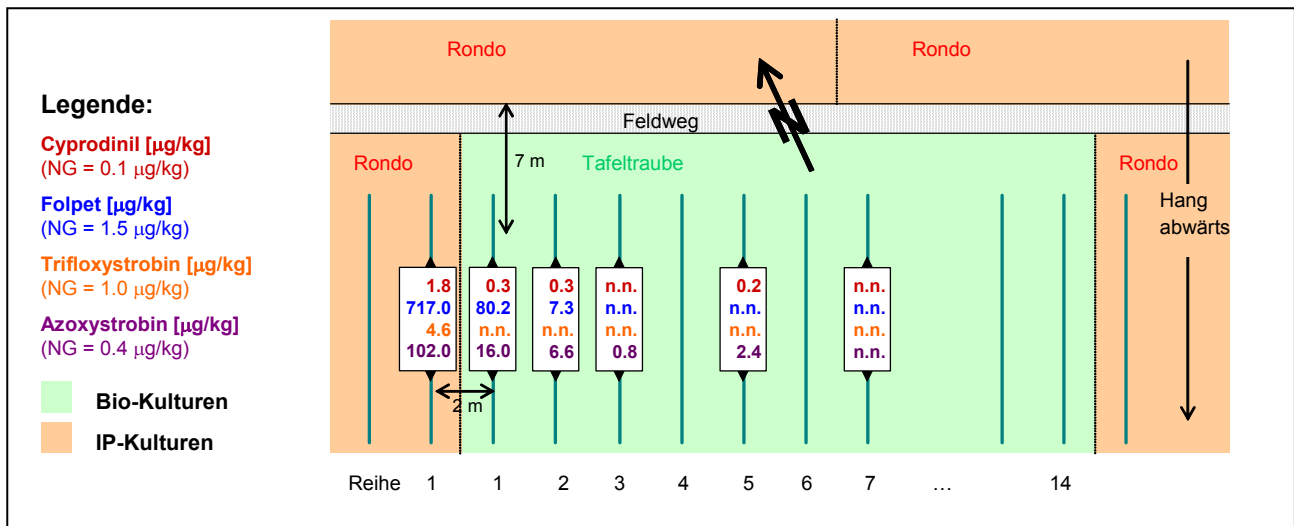 Rondo Rondo
Legende:
Cyprodinil [µg/kg]
(NG = 0.1 µg/kg)
Folpet [µg/kg]
(NG = 1.5 µg/kg)
Trifloxystrobin [µg/kg]
(NG = 1.0 µg/kg)
Azoxystrobin [µg/kg]
(NG = 0.4 µg/kg)
Bio-Kulturen
IP-Kulturen
Feldweg
Rondo 7 m Tafeltraube Rondo
Hang
abwärts
1.8 0.3 0.3 n.n. 0.2 n.n.
717.0 80.2 7.3 n.n. n.n. n.n.
4.6 n.n. n.n. n.n. n.n. n.n.
102.0 16.0 6.6 0.8 2.4 n.n.
2 m
Reihe 1 1 2 3 4 5 6 7 ... 14